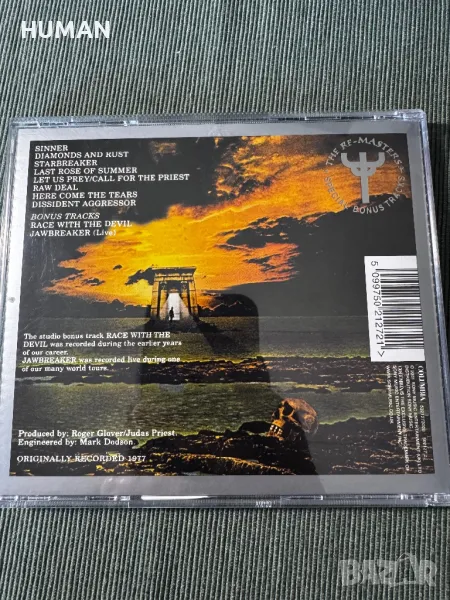 HUMAN
SINNER
DIAMONDS AND RUST
STARBREAKER
LAST ROSE OF SUMMER
LET US PREY/CALL FOR THE PRIEST
RAW DEAL
HERE COME THE TEARS
DISSIDENT AGGRESSOR
BONUS TRACKS
RACE WITH THE DEVIL
JAWBREAKER (Live)
THE RE-MASTERS
BONUS TRACKS
5 099750 212721 >
The studio bonus track RACE WITH THE
DEVIL was recorded during the earlier years
of our career.
JAWBREAKER was recorded live during one
of our many world tours.
Produced by: Roger Glover/Judas Priest.
Engineered by: Mark Dodson
ORIGINALLY RECORDED 1977
COLUMBIA
BAZAR